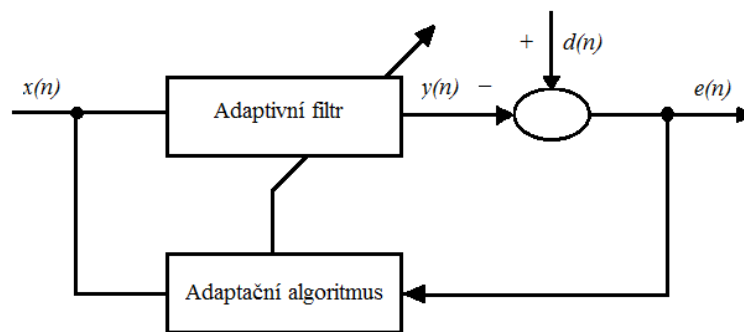 + d(n)
x(n)
Adaptivní filtr
y(n) −
e(n)
Adaptační algoritmus